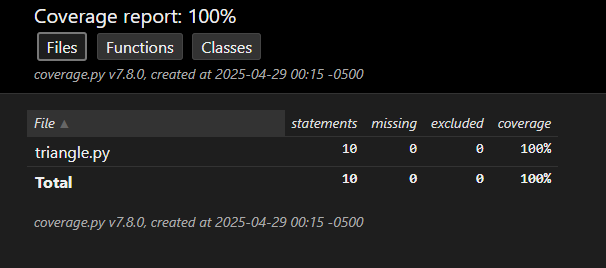 Coverage report: 100%
Files Functions Classes
coverage.py v7.8.0, created at 2025-04-29 00:15 -0500
File ▲ statements missing excluded coverage
triangle.py 10 0 0 100%
Total 10 0 0 100%
coverage.py v7.8.0, created at 2025-04-29 00:15 -0500